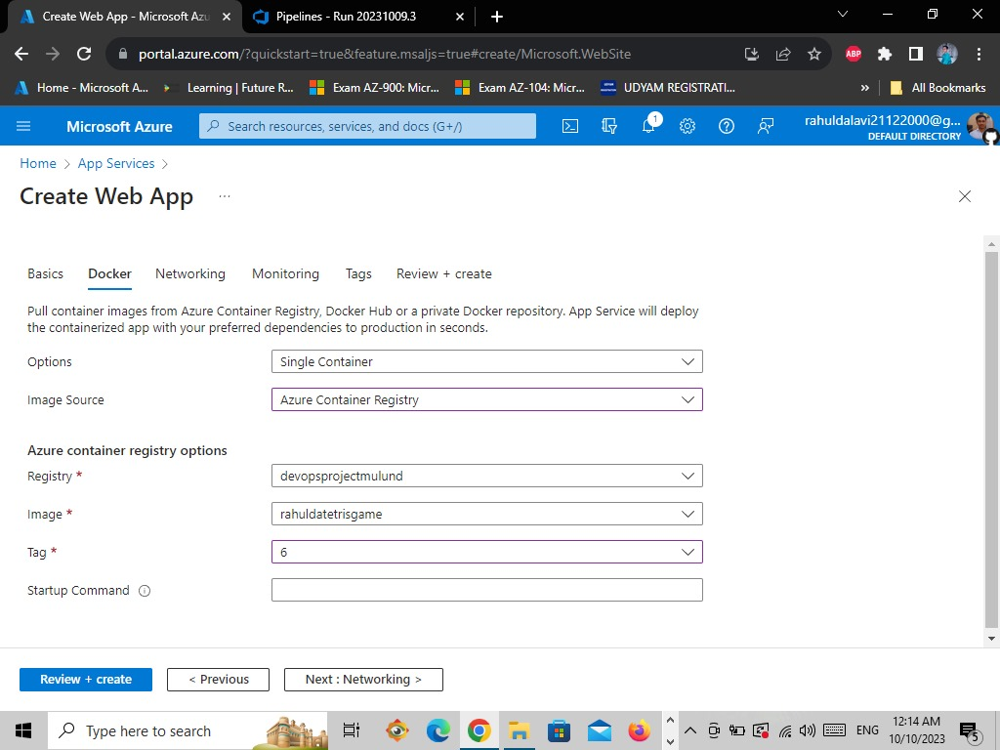 Create Web App - Microsoft Azu
Pipelines - Run 20231009.3
portal.azure.com/?quickstart=true&feature.msaljs=true#create/Microsoft.WebSite
ABP
Home - Microsoft A...
Learning | Future R...
Exam AZ-900: Micr...
Exam AZ-104: Micr...
UDYAM REGISTRATI...
»
All Bookmarks
Microsoft Azure
Search resources, services, and docs (G+/)
1
rahuldalavi21122000@g...
DEFAULT DIRECTORY
Home > App Services >
Create Web App ...
Basics Docker Networking Monitoring Tags Review + create
Pull container images from Azure Container Registry, Docker Hub or a private Docker repository. App Service will deploy
the containerized app with your preferred dependencies to production in seconds.
Options Single Container
Image Source Azure Container Registry
Azure container registry options
Registry * devopsprojectmulund
Image * rahuldatetrisgame
Tag * 6
Startup Command
Review + create < Previous Next : Networking >
Type here to search
ENG
12:14 AM
10/10/2023
5